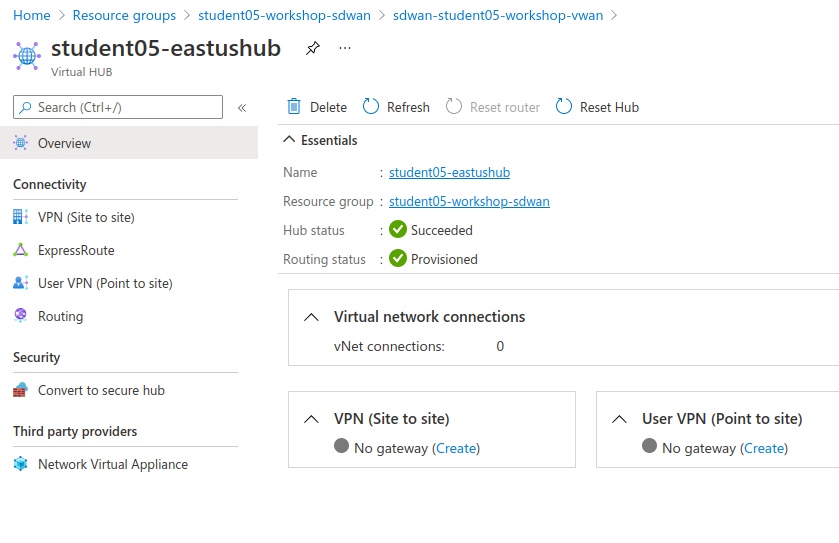 Home > Resource groups > student05-workshop-sdwan > sdwan-student05-workshop-vwan >
student05-eastushub ...
Virtual HUB
Search (Ctrl+/) «
Delete Refresh Reset router Reset Hub
Overview
Connectivity
VPN (Site to site)
ExpressRoute
User VPN (Point to site)
Routing
Security
Convert to secure hub
Third party providers
Network Virtual Appliance
Essentials
Name : student05-eastushub
Resource group : student05-workshop-sdwan
Hub status : Succeeded
Routing status : Provisioned
Virtual network connections
vNet connections: 0
VPN (Site to site)
No gateway (Create)
User VPN (Point to site)
No gateway (Create)